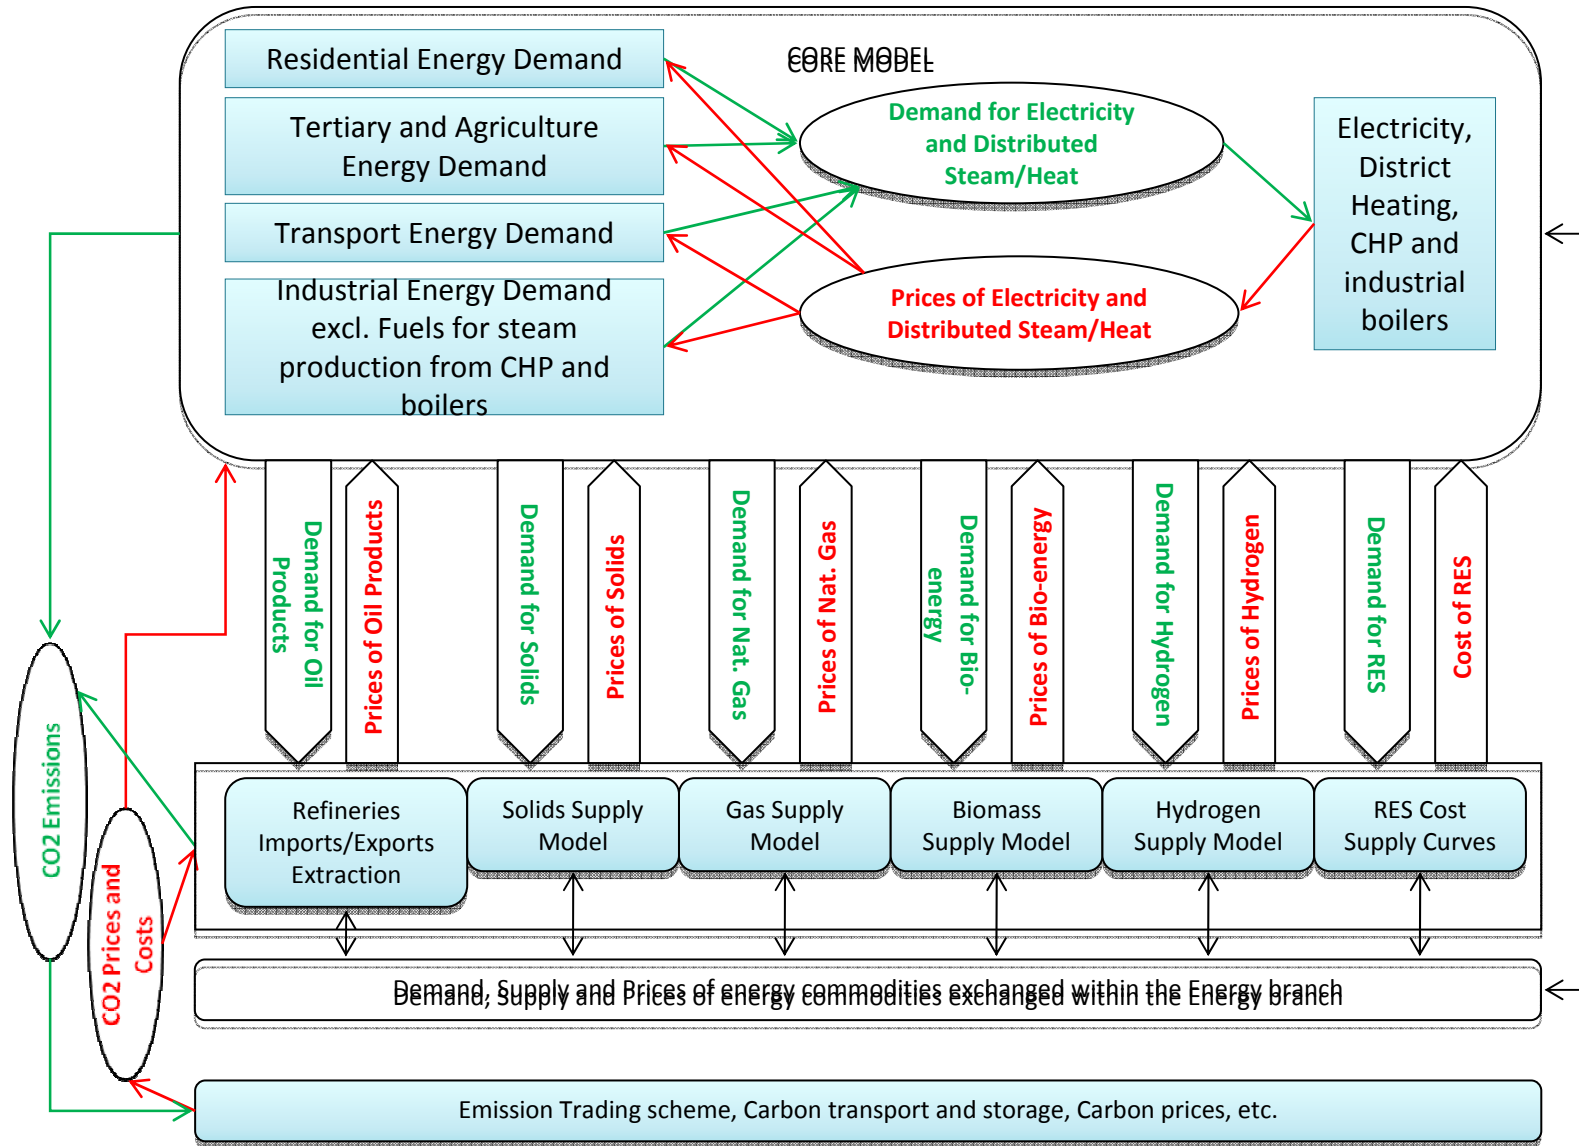 CORE MODEL
Residential Energy Demand
Tertiary and Agriculture
Energy Demand
Transport Energy Demand
Industrial Energy Demand
excl. Fuels for steam
production from CHP and
boilers
Demand for Electricity
and Distributed
Steam/Heat
Prices of Electricity and
Distributed Steam/Heat
Electricity,
District
Heating,
CHP and
industrial
boilers
Demand for Oil
Products
Prices of Oil Products
Demand for Solids
Prices of Solids
Demand for Nat. Gas
Prices of Nat. Gas
Demand for Bio-
energy
Prices of Bio-energy
Demand for Hydrogen
Prices of Hydrogen
Demand for RES
Cost of RES
CO2 Emissions
CO2 Prices and
Costs
Refineries
Imports/Exports
Extraction
Solids Supply
Model
Gas Supply
Model
Biomass
Supply Model
Hydrogen
Supply Model
RES Cost
Supply Curves
Demand, Supply and Prices of energy commodities exchanged within the Energy branch
Emission Trading scheme, Carbon transport and storage, Carbon prices, etc.